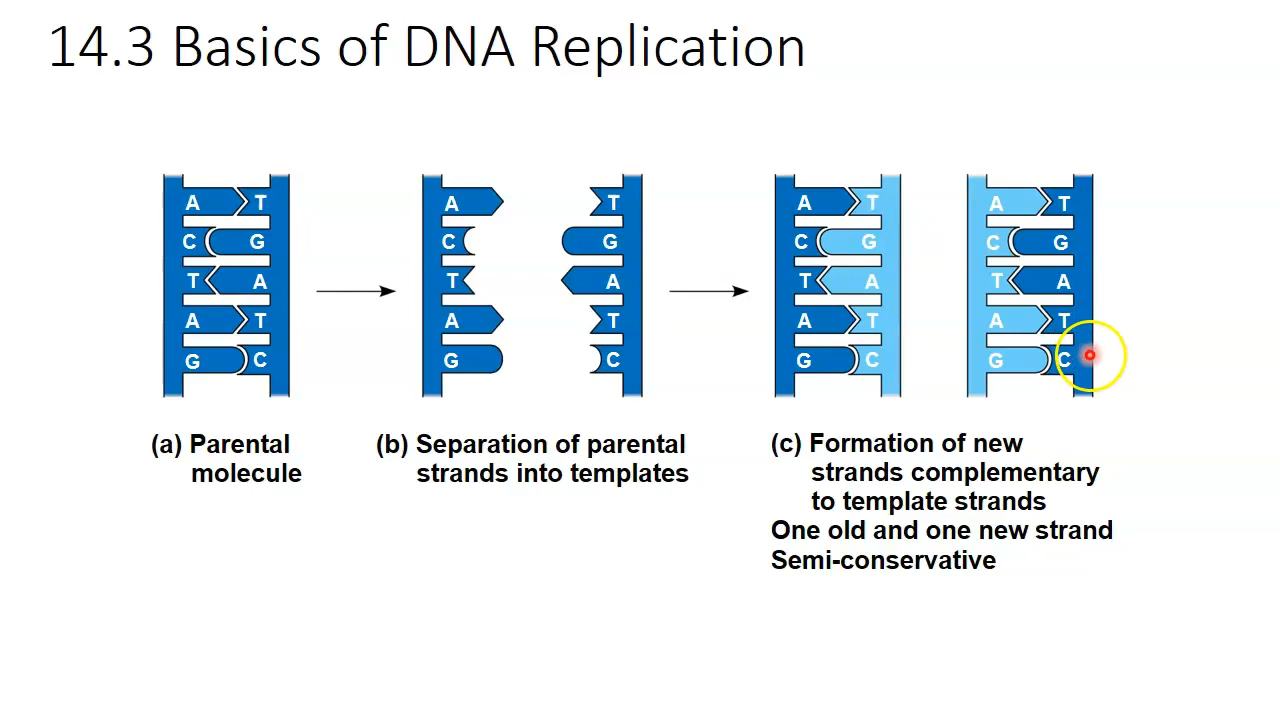 14.3 Basics of DNA Replication
A T A T A T A T
C G C G C G C G
T A T A T A T A
A T A T A T A T
G C G C G C G C
(a) Parental
molecule
(b) Separation of parental
strands into templates
(c) Formation of new
strands complementary
to template strands
One old and one new strand
Semi-conservative